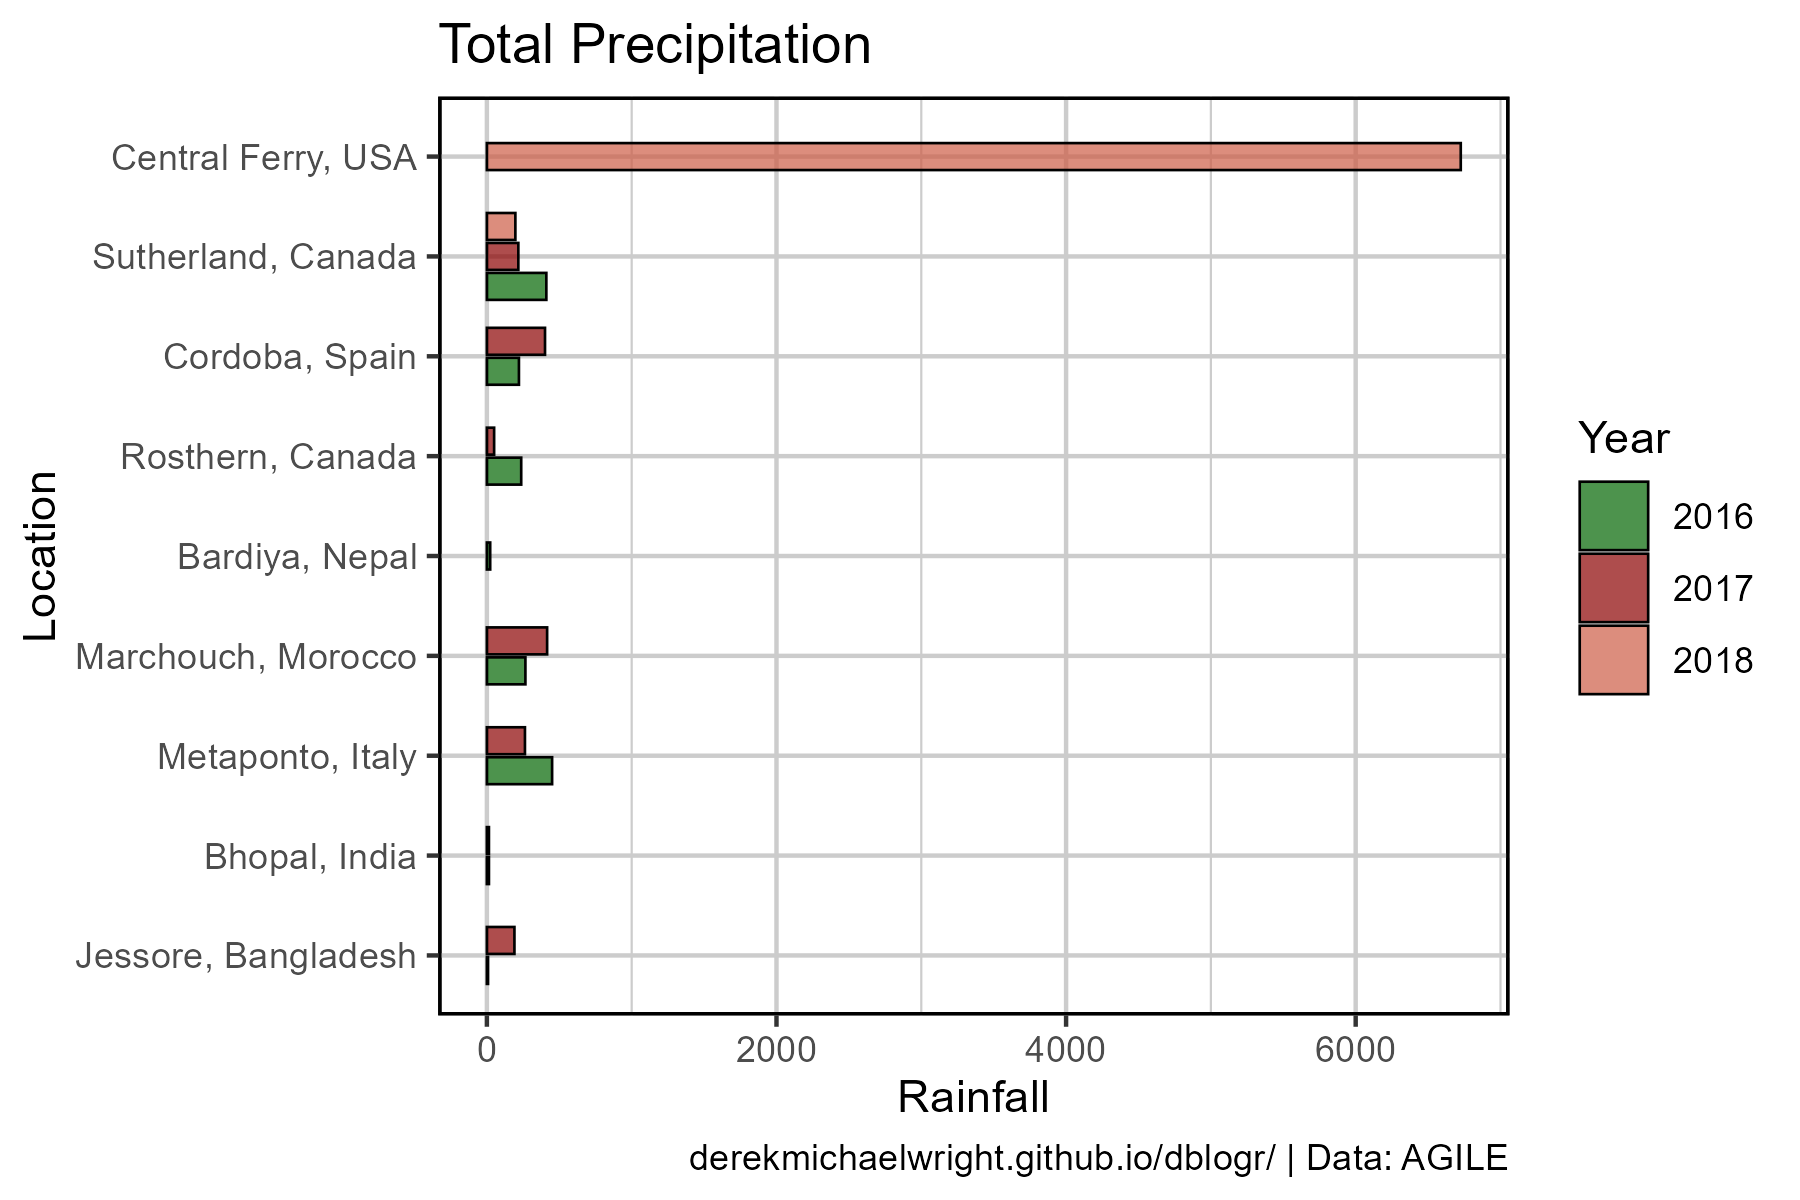 Total Precipitation
Central Ferry, USA
Sutherland, Canada
Cordoba, Spain
Rosthern, Canada
Bardiya, Nepal
Marchouch, Morocco
Metaponto, Italy
Bhopal, India
Jessore, Bangladesh
Location
0 2000 4000 6000
Rainfall
Year
2016
2017
2018
derekmichaelwright.github.io/dblogr/ | Data: AGILE